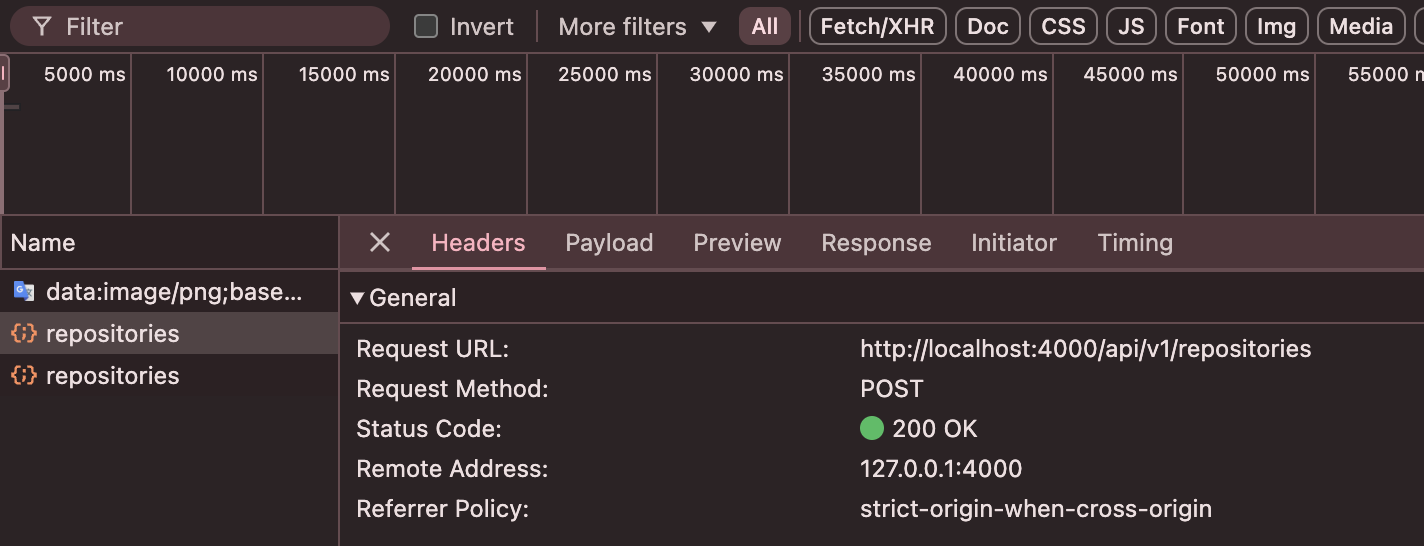 Filter Invert More filters All Fetch/XHR Doc CSS JS Font Img Media
5000 ms 10000 ms 15000 ms 20000 ms 25000 ms 30000 ms 35000 ms 40000 ms 45000 ms 50000 ms 55000 m
Name Headers Payload Preview Response Initiator Timing
data:image/png;base...
General
repositories
repositories
Request URL: http://localhost:4000/api/v1/repositories
Request Method: POST
Status Code: 200 OK
Remote Address: 127.0.0.1:4000
Referrer Policy: strict-origin-when-cross-origin